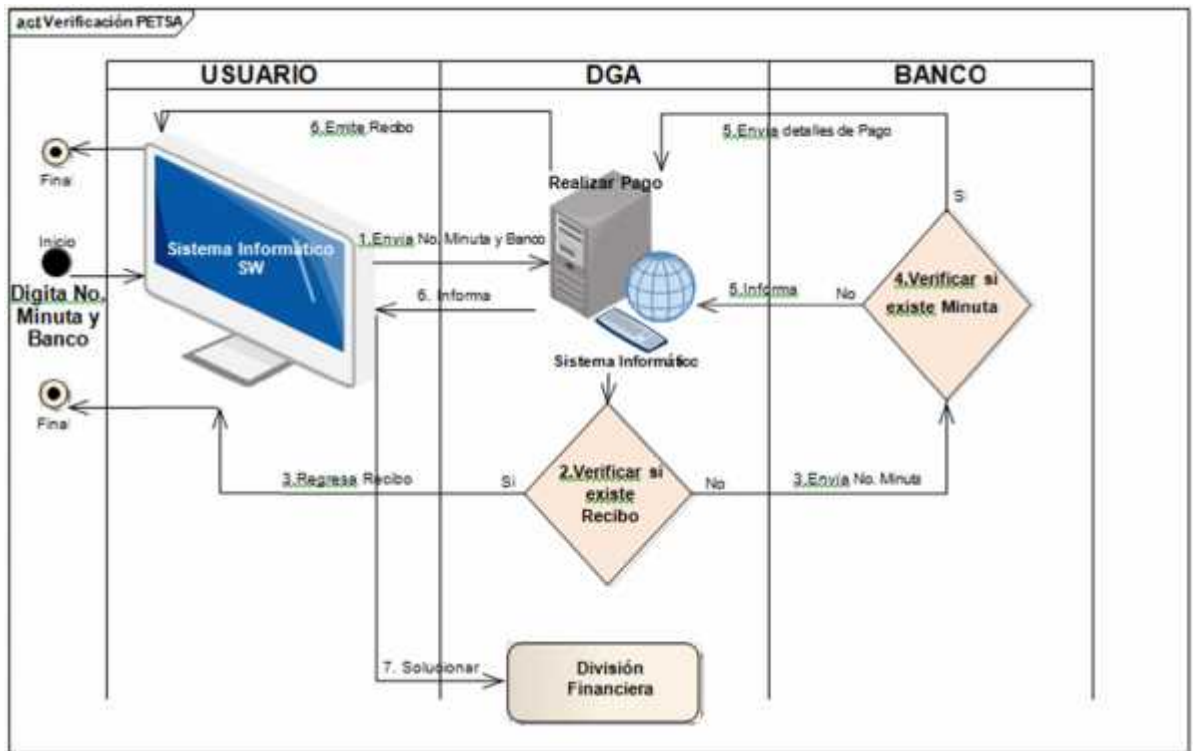 act Verificación PETSA
USUARIO
DGA
BANCO
6.Emite Recibo
5.Envía detalles de Pago
Final
Realizar Pago
Si
Inicio
Sistema Informático
SW
1.Envía No. Minuta y Banco
4.Verificar si
existe Minuta
Digita No.
Minuta y
Banco
6. Informa
5.Informa
No
Sistema Informático
Final
3.Regresa Recibo
Si
2.Verificar si
existe
Recibo
No
3.Envía No. Minuta
7. Solucionar
División
Financiera